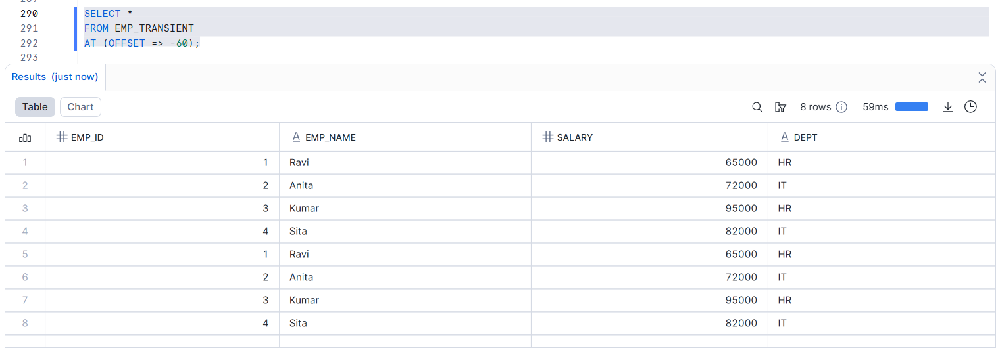 290 SELECT *
291 FROM EMP_TRANSIENT
292 AT (OFFSET => -60);
293
Results (just now)
Table Chart 8 rows 59ms
EMP_ID EMP_NAME SALARY DEPT
1 1 Ravi 65000 HR
2 2 Anita 72000 IT
3 3 Kumar 95000 HR
4 4 Sita 82000 IT
5 1 Ravi 65000 HR
6 2 Anita 72000 IT
7 3 Kumar 95000 HR
8 4 Sita 82000 IT